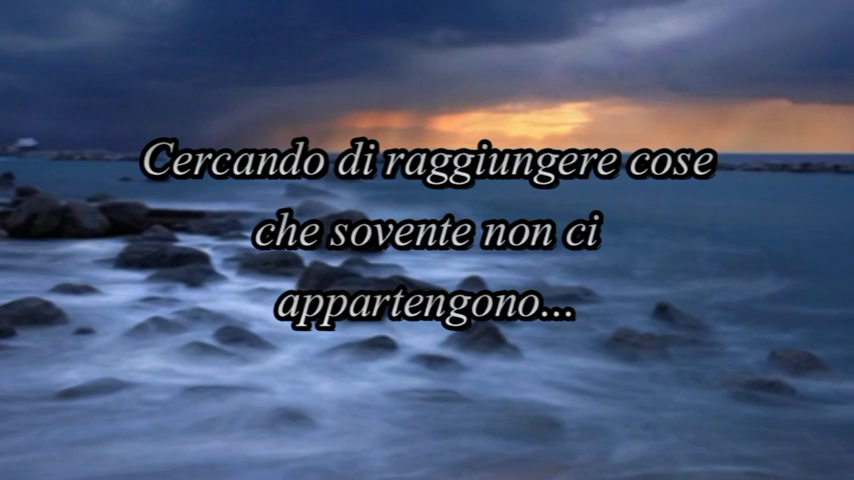 Cercando di raggiungere cose
che sovente non ci
appartengono...